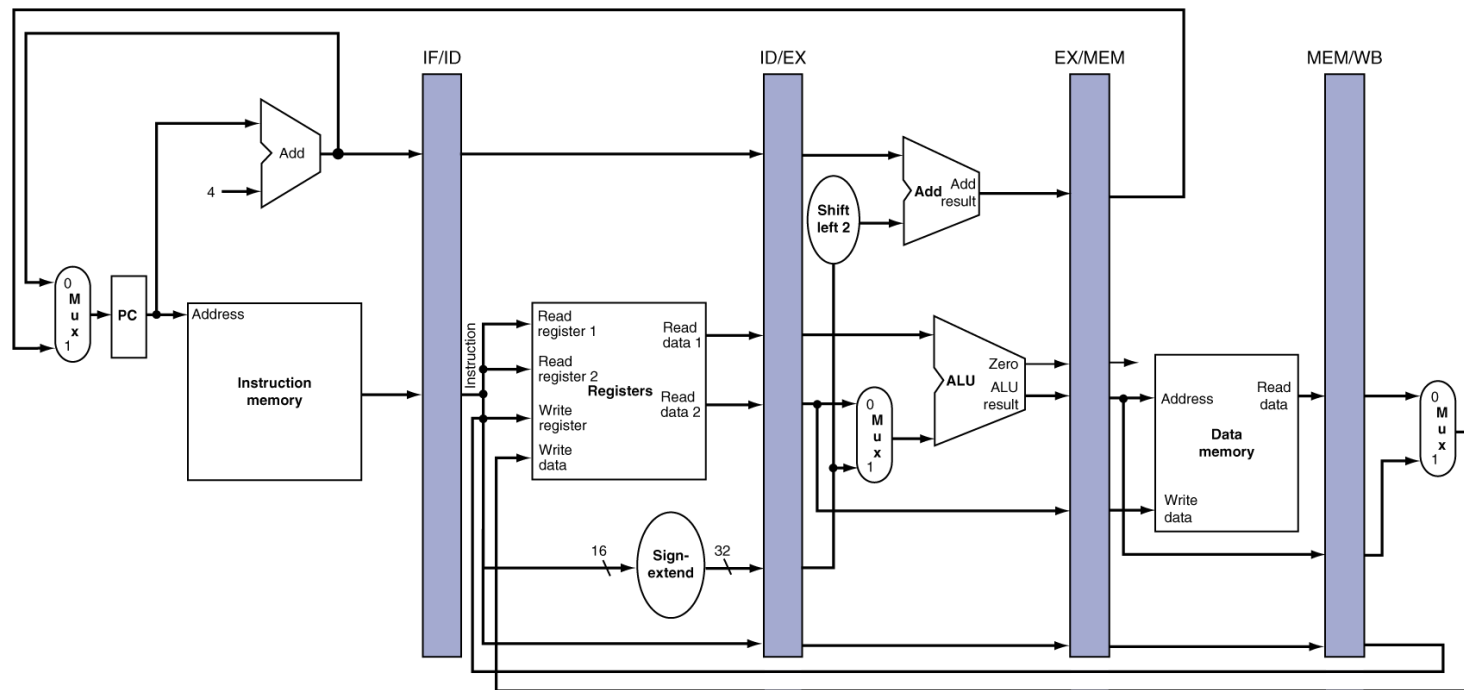 IF/ID
ID/EX
EX/MEM
MEM/WB
Add
4
Shift
left 2
Add
Add
result
0
M
u
x
1
PC
Address
Instruction
memory
Instruction
Read
register 1
Read
register 2
Write
register
Write
data
Registers
Read
data 1
Read
data 2
16
Sign-
extend
32
0
M
u
x
1
ALU
Zero
ALU
result
Address
Read
data
Data
memory
Write
data
0
M
u
x
1